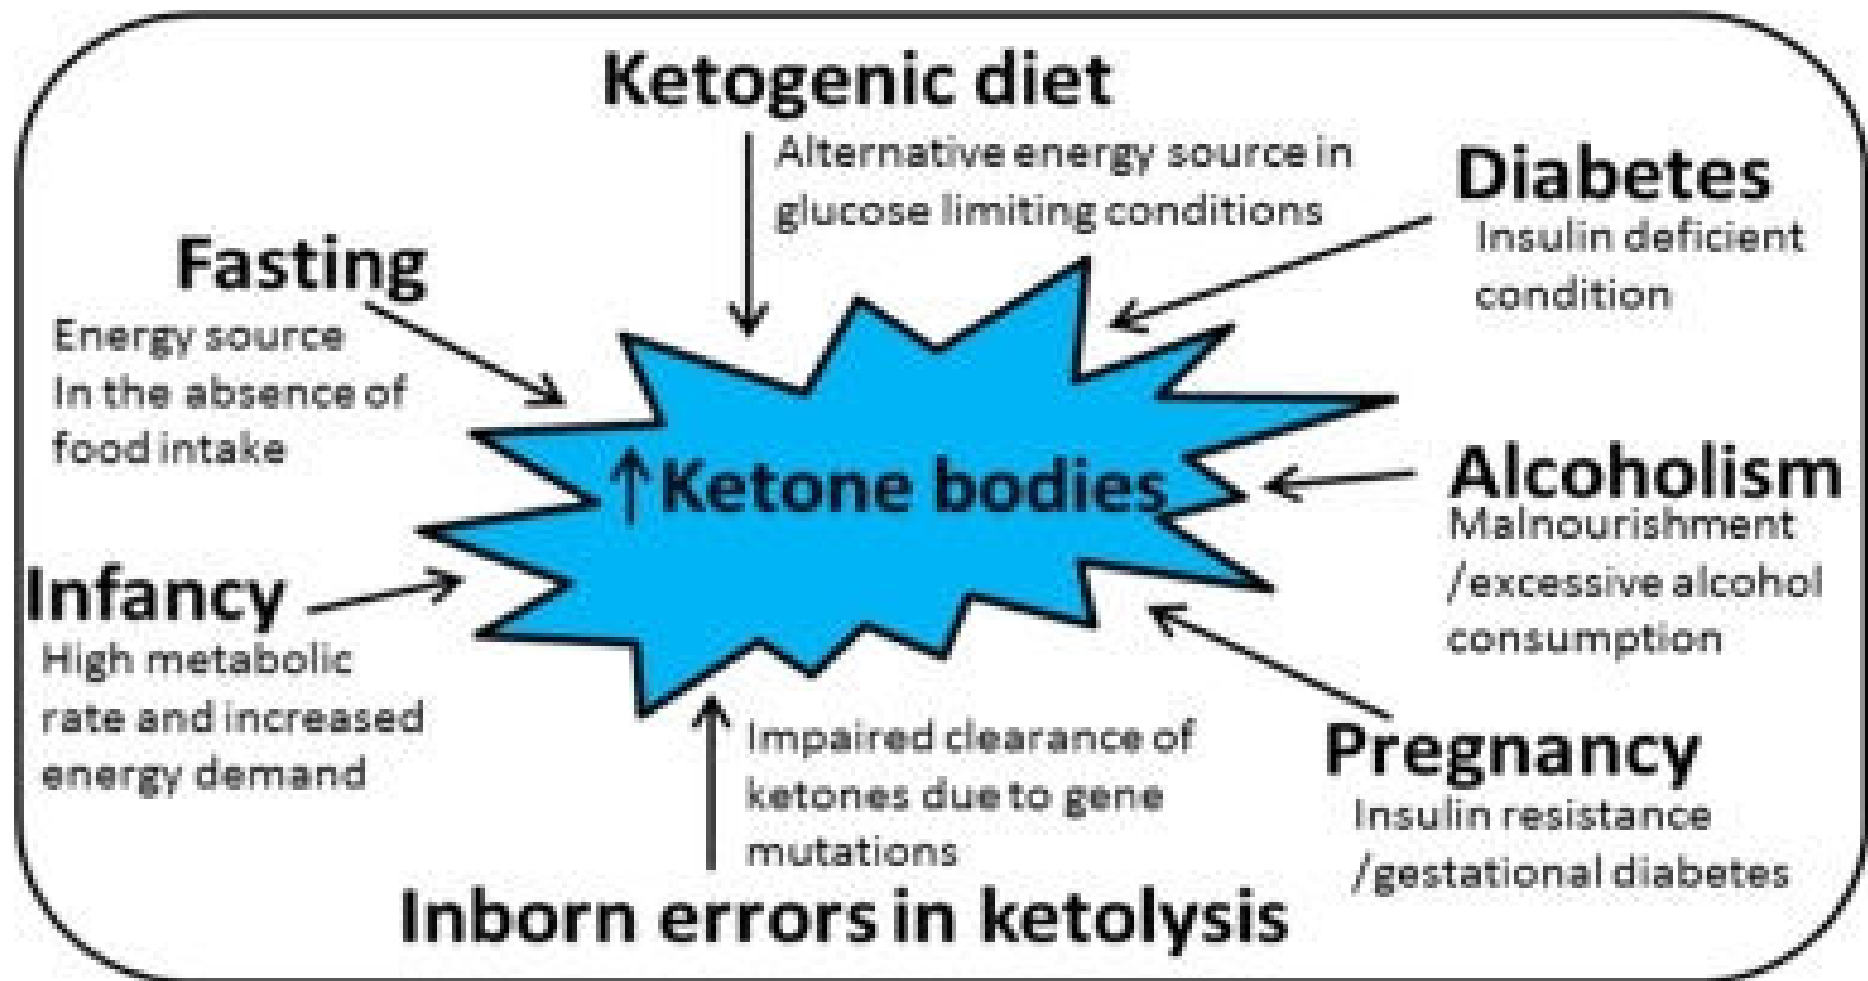 Ketogenic diet
Alternative energy source in
glucose limiting conditions
Diabetes
Insulin deficient
condition
Fasting
Energy source
In the absence of
food intake
↑Ketone bodies
Alcoholism
Malnourishment
/excessive alcohol
consumption
Infancy
High metabolic
rate and increased
energy demand
Impaired clearance of
ketones due to gene
mutations
Inborn errors in ketolysis
Pregnancy
Insulin resistance
/gestational diabetes